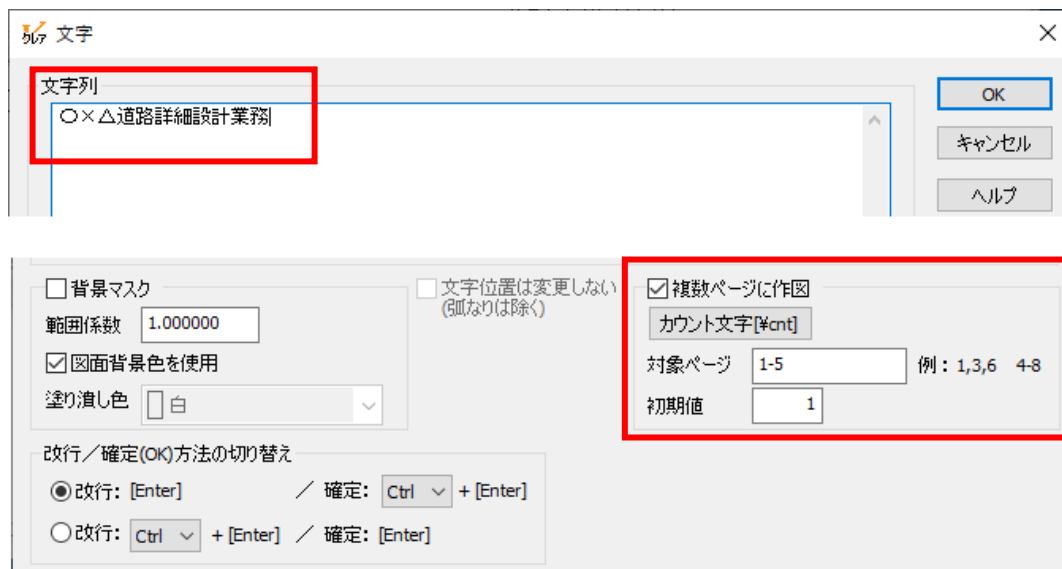 クレア 文字
文字列
OK
○×△道路詳細設計業務
キャンセル
ヘルプ
背景マスク
文字位置は変更しない
(弧なりは除く)
複数ページに作図
範囲係数 1.000000
カウント文字[¥cnt]
図面背景色を使用
対象ページ 1-5 例：1,3,6 4-8
塗り潰し色 白
初期値 1
改行／確定(OK)方法の切り替え
改行: [Enter] ／ 確定: Ctrl + [Enter]
改行: Ctrl + [Enter] ／ 確定: [Enter]